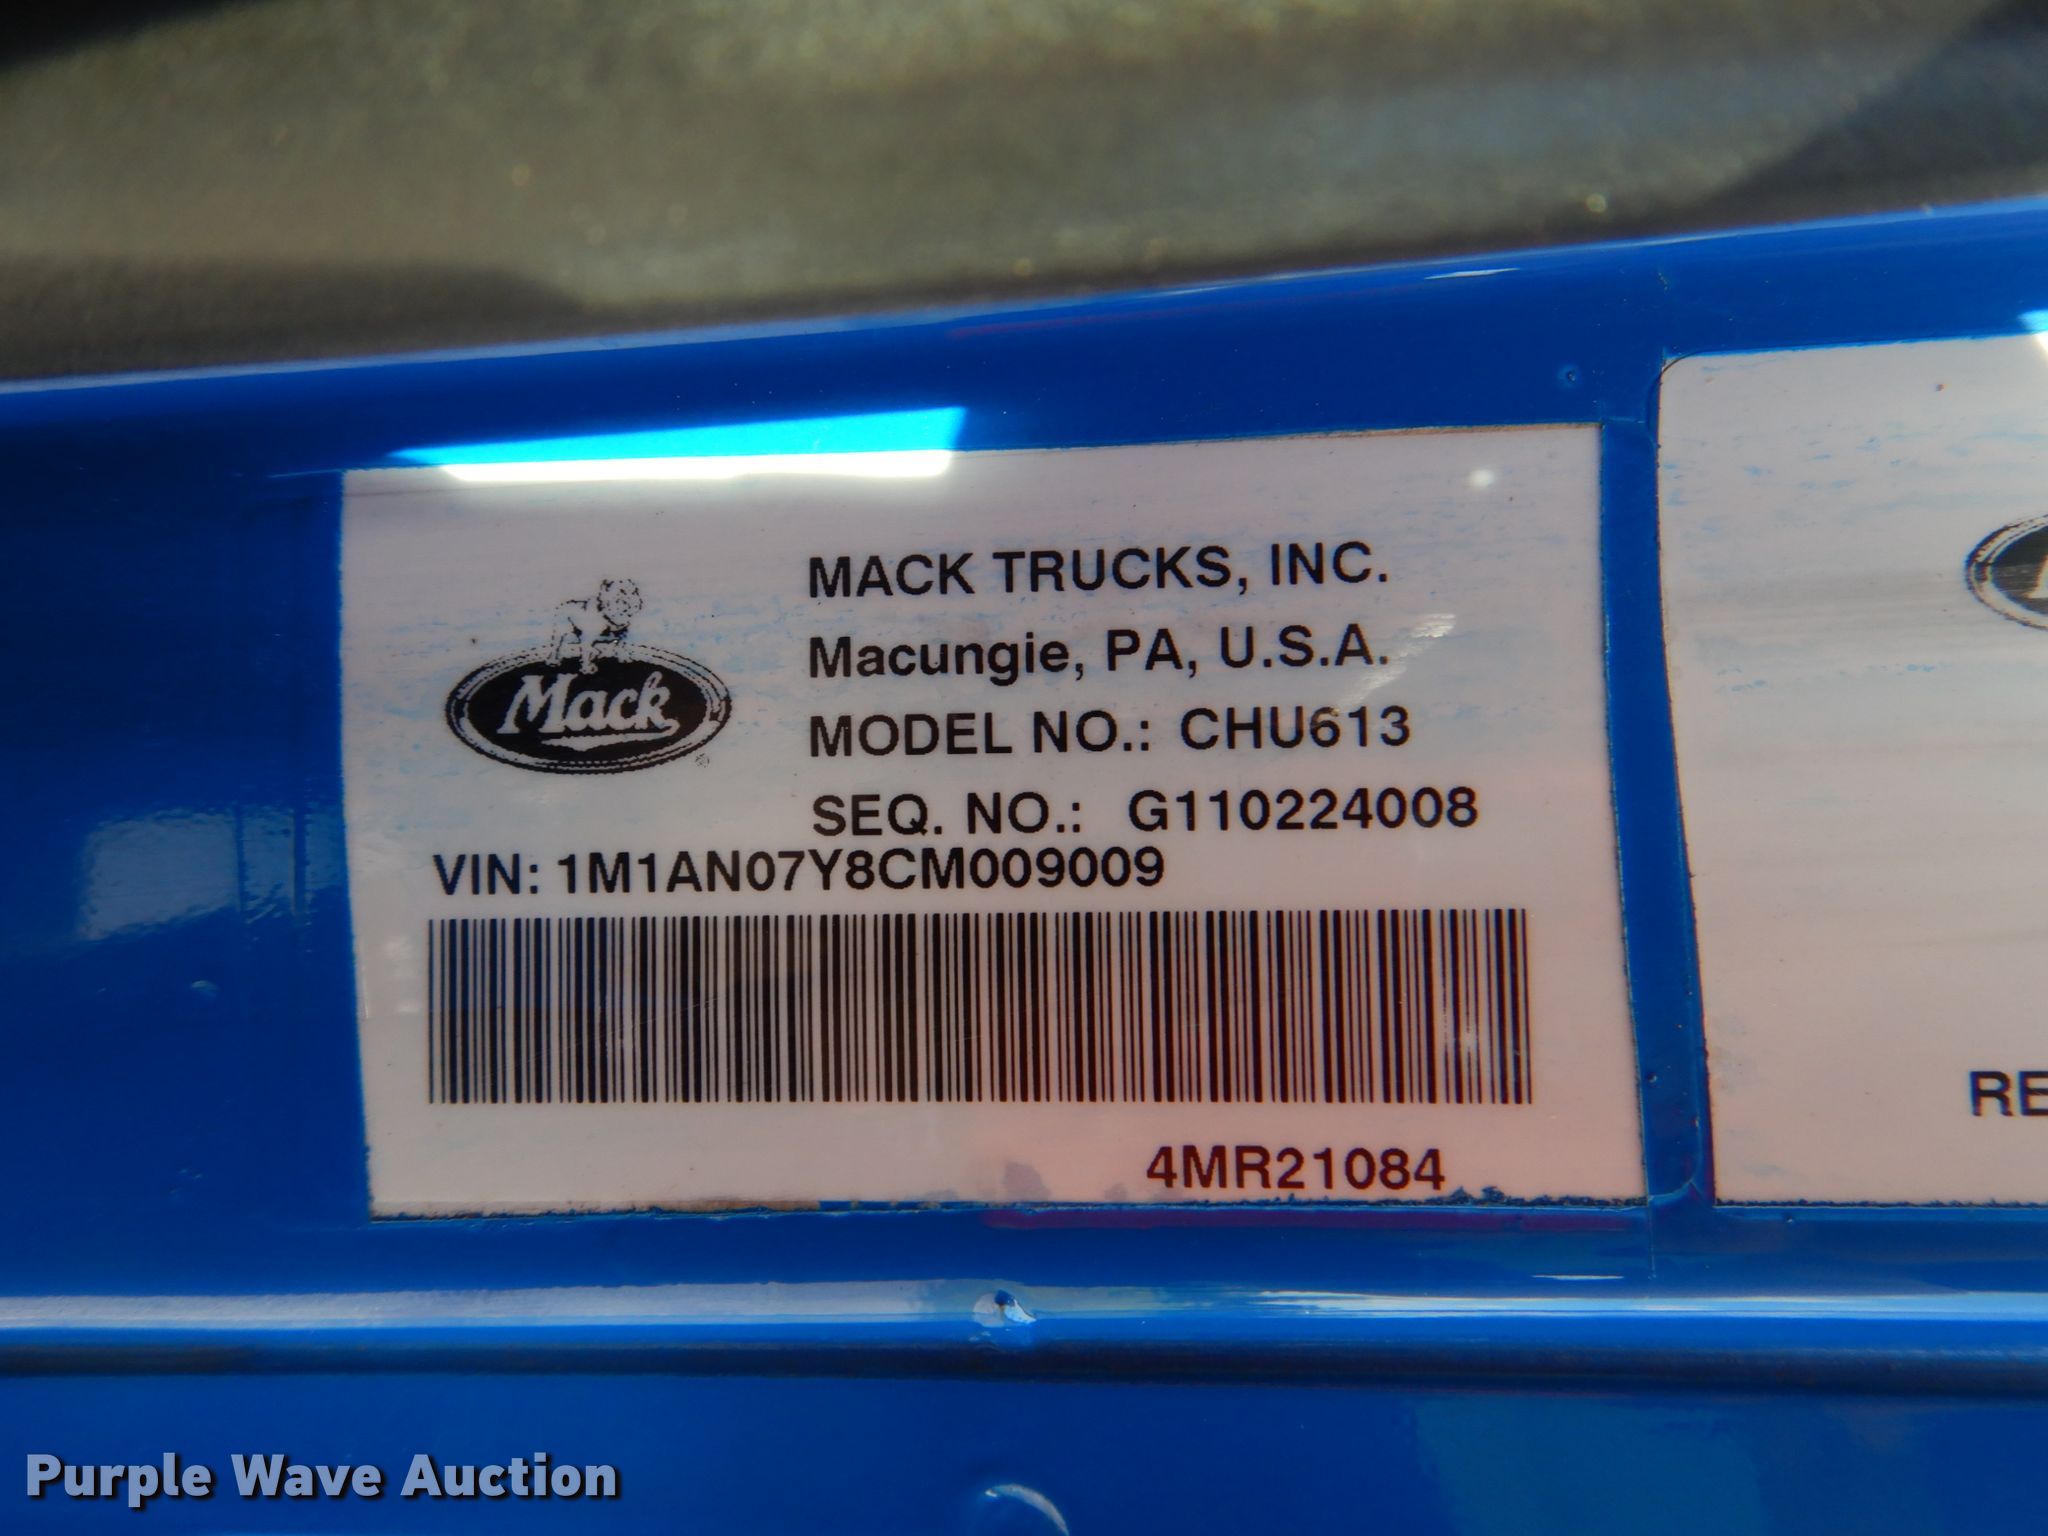 MACK TRUCKS, INC.
Macungie, PA, U.S.A.
Mack
MODEL NO.: CHU613
SEQ. NO.: G110224008
VIN: 1M1AN07Y8CM009009
4MR21084
RE
Purple Wave Auction